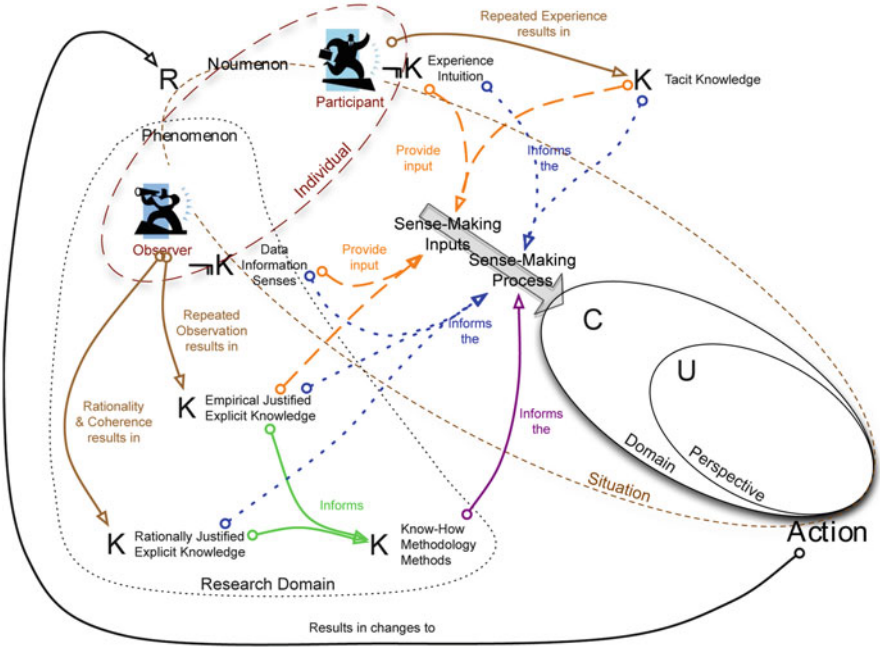 Repeated Experience
results in
R
Noumenon
Participant
¬K
Experience
Intuition
K
Tacit Knowledge
Phenomenon
Individual
Provide
input
Informs
the
Observer
¬K
Data
Information
Senses
Provide
input
Sense-Making
Inputs
Sense-Making
Process
Repeated
Observation
results in
Informs
the
C
U
Domain
Perspective
Situation
K
Empirical Justified
Explicit Knowledge
Rationality
& Coherence
results in
Informs
the
Informs
K
Rationally Justified
Explicit Knowledge
K
Know-How
Methodology
Methods
Action
Research Domain
Results in changes to